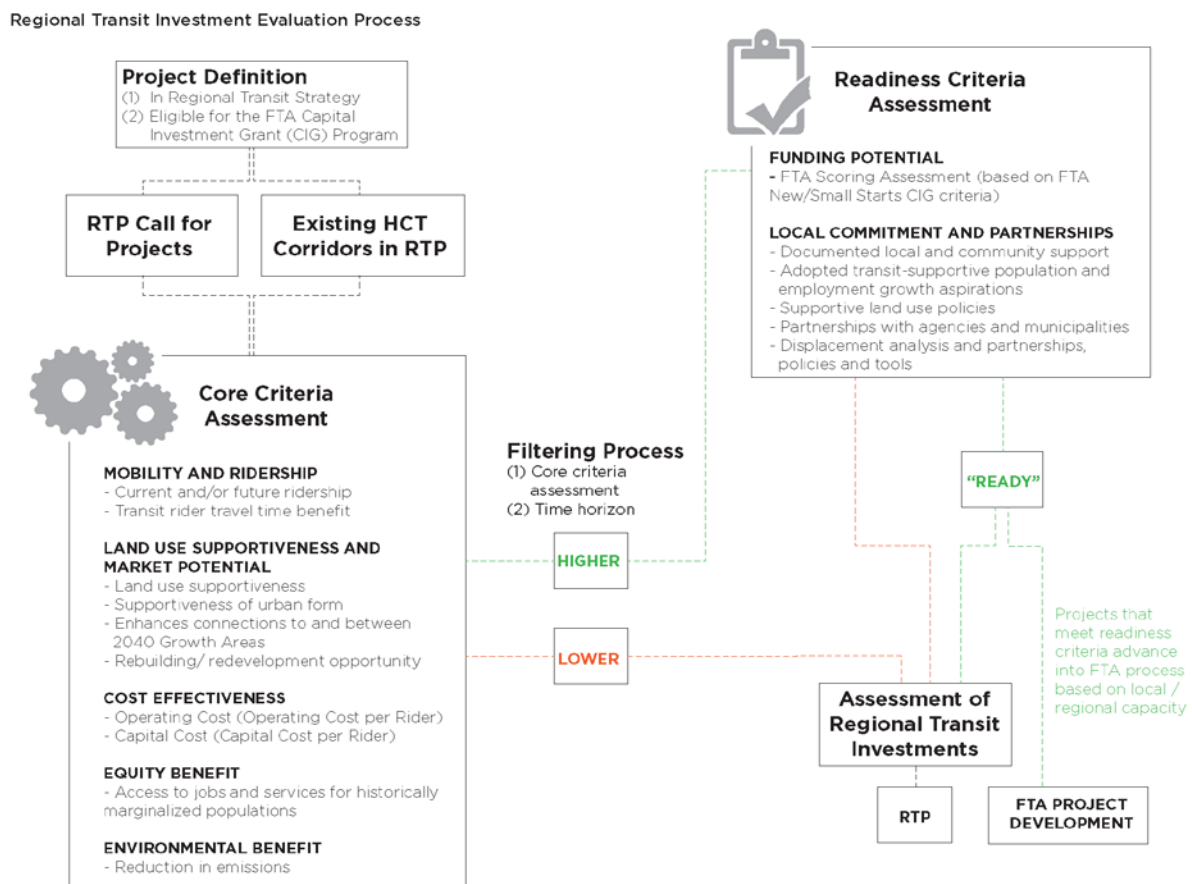 Regional Transit Investment Evaluation Process
Project Definition
(1) In Regional Transit Strategy
(2) Eligible for the FTA Capital
Investment Grant (CIG) Program
RTP Call for
Projects
Existing HCT
Corridors in RTP
Core Criteria
Assessment
MOBILITY AND RIDERSHIP
- Current and/or future ridership
- Transit rider travel time benefit
LAND USE SUPPORTIVENESS AND
MARKET POTENTIAL
- Land use supportiveness
- Supportiveness of urban form
- Enhances connections to and between
2040 Growth Areas
- Rebuilding/ redevelopment opportunity
COST EFFECTIVENESS
- Operating Cost (Operating Cost per Rider)
- Capital Cost (Capital Cost per Rider)
EQUITY BENEFIT
- Access to jobs and services for historically
marginalized populations
ENVIRONMENTAL BENEFIT
- Reduction in emissions
Filtering Process
(1) Core criteria
assessment
(2) Time horizon
HIGHER
LOWER
Readiness Criteria
Assessment
FUNDING POTENTIAL
- FTA Scoring Assessment (based on FTA
New/Small Starts CIG criteria)
LOCAL COMMITMENT AND PARTNERSHIPS
- Documented local and community support
- Adopted transit-supportive population and
employment growth aspirations
- Supportive land use policies
- Partnerships with agencies and municipalities
- Displacement analysis and partnerships,
policies and tools
“READY”
Projects that
meet readiness
criteria advance
into FTA process
based on local /
regional capacity
Assessment of
Regional Transit
Investments
RTP
FTA PROJECT
DEVELOPMENT